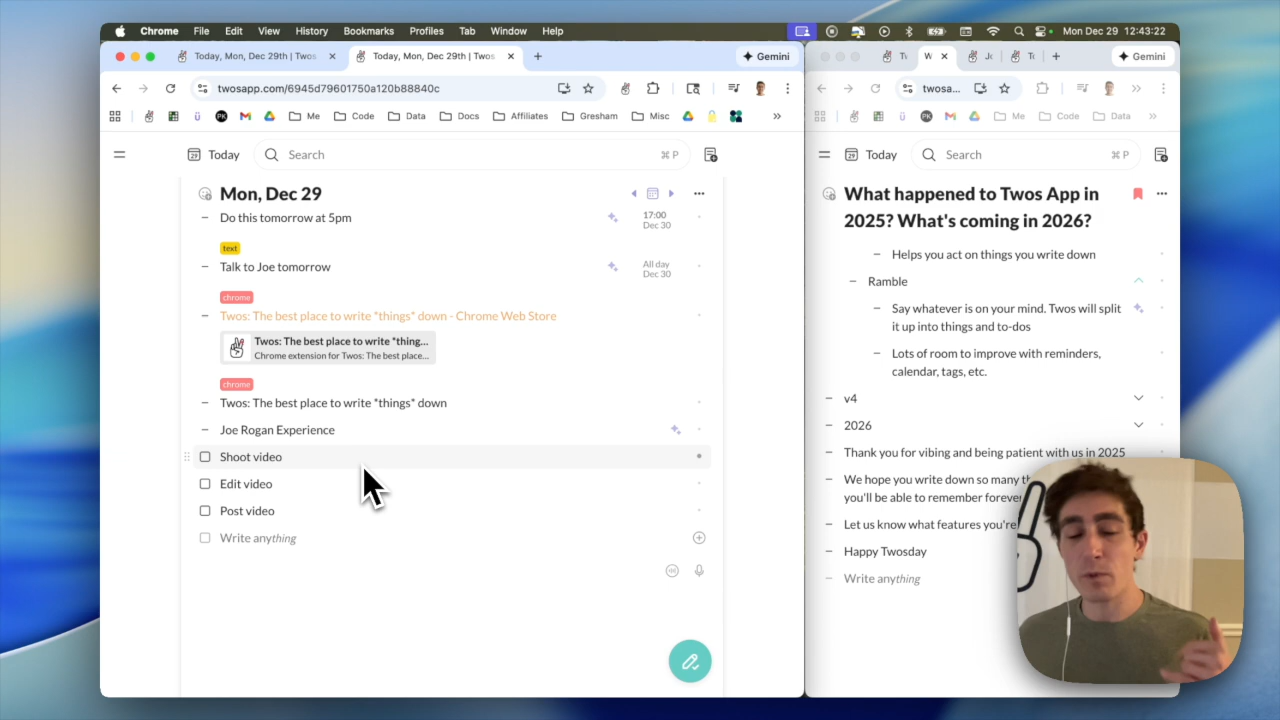 Chrome File Edit View History Bookmarks Profiles Tab Window Help Mon Dec 29 12:43:22
Today, Mon, Dec 29th | Twos
Today, Mon, Dec 29th | Twos
Gemini
twosapp.com/6945d79601750a120b88840c
Me Code Data Docs Affiliates Gresham Misc
Today
Search
⌘ P
Mon, Dec 29
Do this tomorrow at 5pm
17:00
Dec 30
text
Talk to Joe tomorrow
All day
Dec 30
chrome
Twos: The best place to write *things* down - Chrome Web Store
Twos: The best place to write *thing...
Chrome extension for Twos: The best place...
chrome
Twos: The best place to write *things* down
Joe Rogan Experience
Shoot video
Edit video
Post video
Write anything
W
Gemini
twosa...
Me Code Data
Today
Search
⌘ P
What happened to Twos App in
2025? What's coming in 2026?
Helps you act on things you write down
Ramble
Say whatever is on your mind. Twos will split
it up into things and to-dos
Lots of room to improve with reminders,
calendar, tags, etc.
v4
2026
Thank you for vibing and being patient with us in 2025
We hope you write down so many
you'll be able to remember forever
Let us know what features you're
Happy Twosday
Write anything